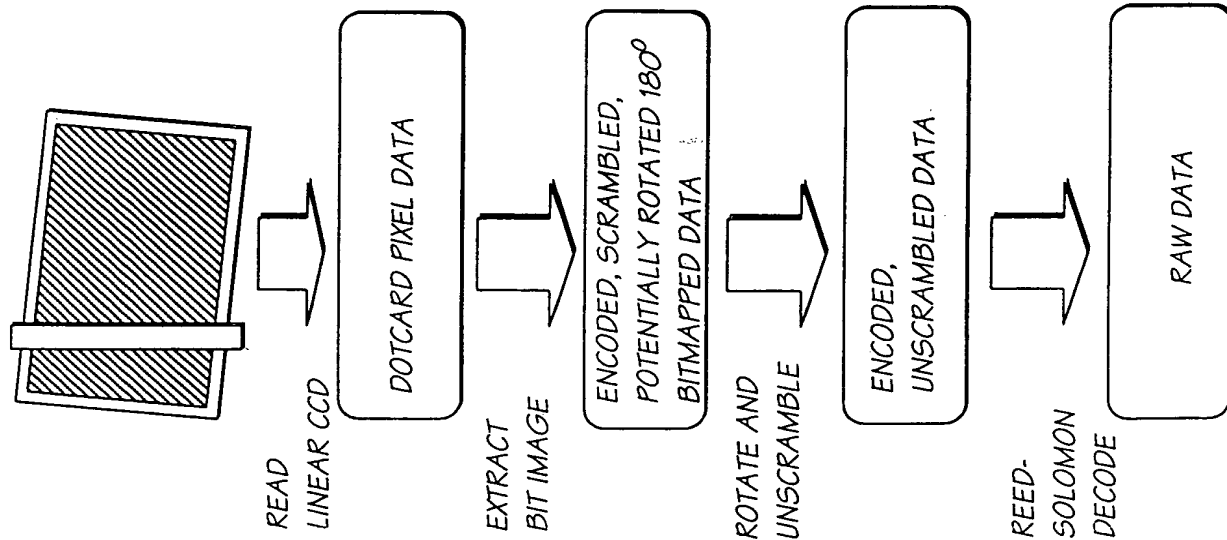 READ
LINEAR CCD
DOTCARD PIXEL DATA
EXTRACT
BIT IMAGE
ENCODED, SCRAMBLED,
POTENTIALLY ROTATED 180°
BITMAPPED DATA
ROTATE AND
UNSCRAMBLE
ENCODED,
UNSCRAMBLED DATA.
REED-
SOLOMON
DECODE
RAW DATA